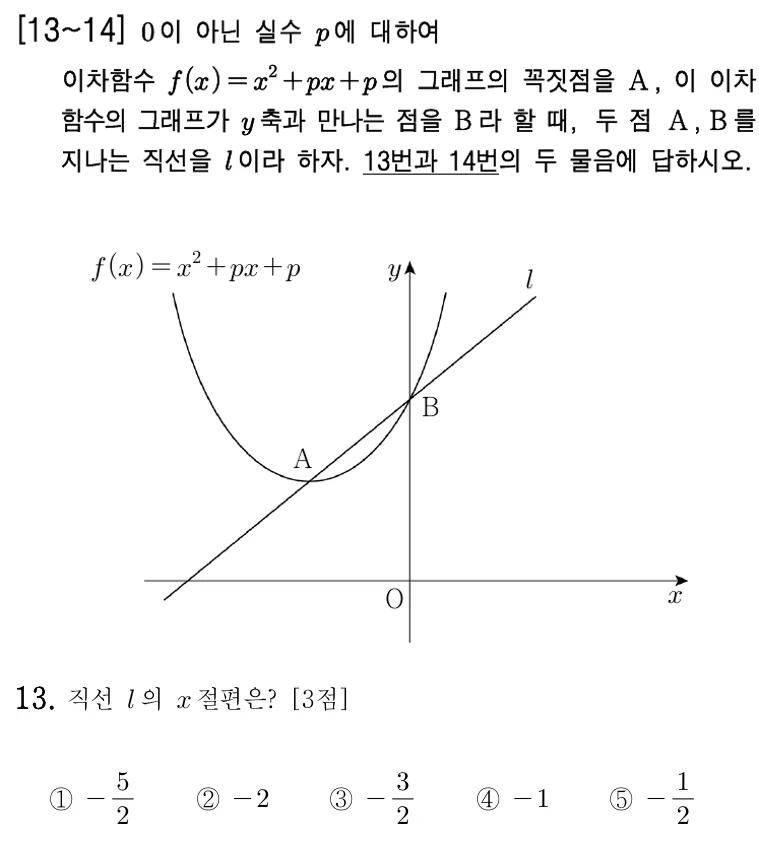 [13~14] 0이 아닌 실수 p에 대하여
이차함수 f(x)=x²+px+p의 그래프의 꼭짓점을 A, 이 이차
함수의 그래프가 y축과 만나는 점을 B라 할 때, 두 점 A, B를
지나는 직선을 l이라 하자. 13번과 14번의 두 물음에 답하시오.
f(x)=x²+px+p
y
l
B
A
O
x
13. 직선 l의 x절편은? [3점]
① -5/2 ② -2 ③ -3/2 ④ -1 ⑤ -1/2